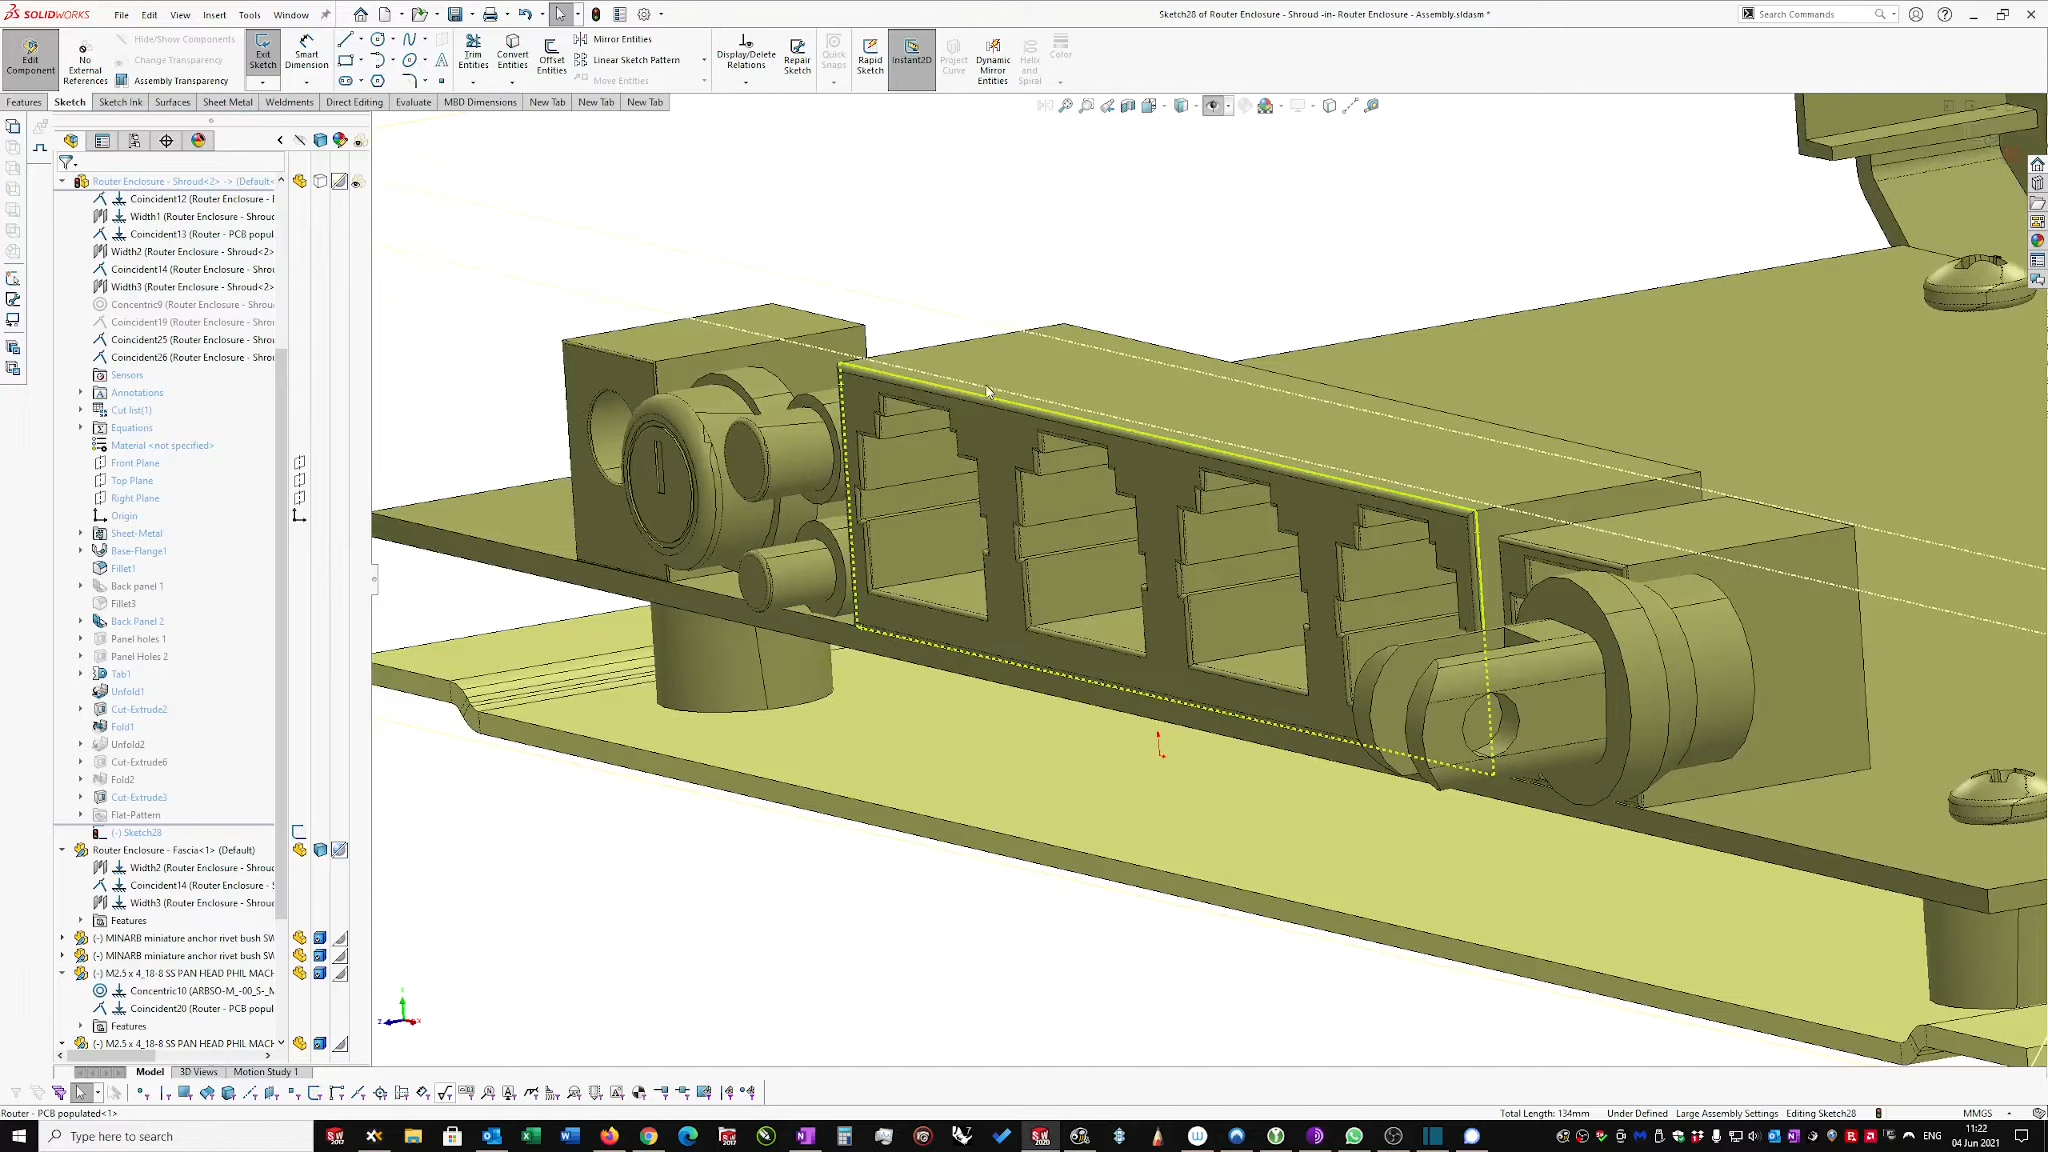 SOLIDWORKS File Edit View Insert Tools Window Sketch28 of Router Enclosure - Shroud -in- Router Enclosure - Assembly.sldasm * Search Commands
Edit Component
No External References
Hide/Show Components
Change Transparency
Assembly Transparency
Exit Sketch
Smart Dimension
Trim Entities
Convert Entities
Offset Entities
Mirror Entities
Linear Sketch Pattern
Move Entities
Display/Delete Relations
Repair Sketch
Quick Snaps
Rapid Sketch
Instant2D
Project Curve
Dynamic Mirror Entities
Helix and Spiral
Color
Features Sketch Sketch Ink Surfaces Sheet Metal Weldments Direct Editing Evaluate MBD Dimensions New Tab New Tab New Tab
Router Enclosure - Shroud<2> -> (Default<
Coincident12 (Router Enclosure - E
Width1 (Router Enclosure - Shroud
Coincident13 (Router - PCB popul
Width2 (Router Enclosure - Shroud<2>
Coincident14 (Router Enclosure - Shro
Width3 (Router Enclosure - Shroud<2>
Concentric9 (Router Enclosure - Shrou
Coincident19 (Router Enclosure - Shro
Coincident25 (Router Enclosure - Shro
Coincident26 (Router Enclosure - Shro
Sensors
Annotations
Cut list(1)
Equations
Material <not specified>
Front Plane
Top Plane
Right Plane
Origin
Sheet-Metal
Base-Flange1
Fillet1
Back panel 1
Fillet3
Back Panel 2
Panel holes 1
Panel Holes 2
Tab1
Unfold1
Cut-Extrude2
Fold1
Unfold2
Cut-Extrude6
Fold2
Cut-Extrude3
Flat-Pattern
(-) Sketch28
Router Enclosure - Fascia<1> (Default)
Width2 (Router Enclosure - Shroud
Coincident14 (Router Enclosure - S
Width3 (Router Enclosure - Shroud
Features
(-) MINARB miniature anchor rivet bush SW
(-) MINARB miniature anchor rivet bush SW
(-) M2.5 x 4_18-8 SS PAN HEAD PHIL MACH
Concentric10 (ARBSO-M_-00_S-_M
Coincident20 (Router - PCB popul
Features
(-) M2.5 x 4_18-8 SS PAN HEAD PHIL MACH
Model 3D Views Motion Study 1
Router - PCB populated<1> Total Length: 134mm Under Defined Large Assembly Settings Editing Sketch28 MMGS
Type here to search
ENG
11:22
04 Jun 2021